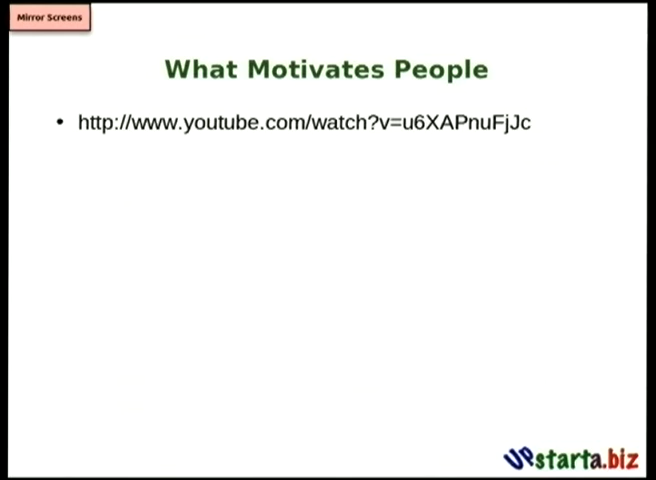 Mirror Screens
What Motivates People
• http://www.youtube.com/watch?v=u6XAPnuFjJc
UPstarta.biz